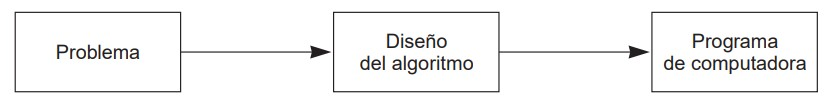 Problema
Diseño
del algoritmo
Programa
de computadora